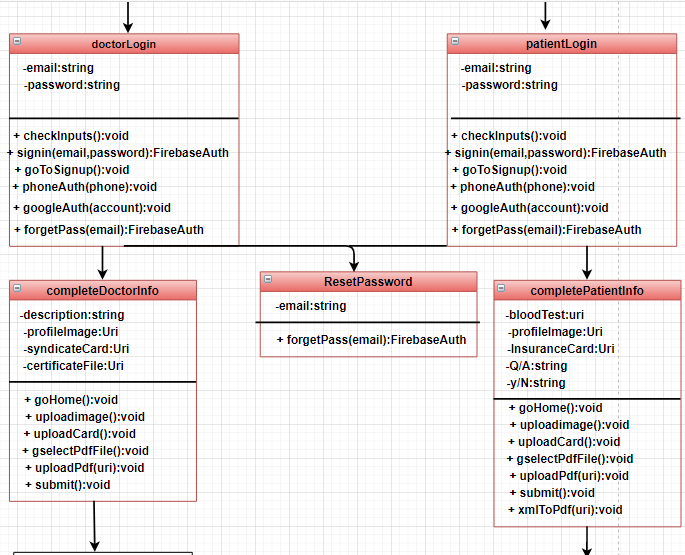 doctorLogin
-email:string
-password:string
+ checkInputs():void
+ signin(email,password):FirebaseAuth
+ goToSignup():void
+ phoneAuth(phone):void
+ googleAuth(account):void
+ forgetPass(email):FirebaseAuth
patientLogin
-email:string
-password:string
+ checkInputs():void
+ signin(email,password):FirebaseAuth
+ goToSignup():void
+ phoneAuth(phone):void
+ googleAuth(account):void
+ forgetPass(email):FirebaseAuth
completeDoctorInfo
-description:string
-profileImage:Uri
-syndicateCard:Uri
-certificateFile:Uri
+ goHome():void
+ uploadimage():void
+ uploadCard():void
+ gselectPdfFile():void
+ uploadPdf(uri):void
+ submit():void
ResetPassword
-email:string
+ forgetPass(email):FirebaseAuth
completePatientInfo
-bloodTest:uri
-profileImage:Uri
-InsuranceCard:Uri
-Q/A:string
-y/N:string
+ goHome():void
+ uploadimage():void
+ uploadCard():void
+ gselectPdfFile():void
+ uploadPdf(uri):void
+ submit():void
+ xmlToPdf(uri):void